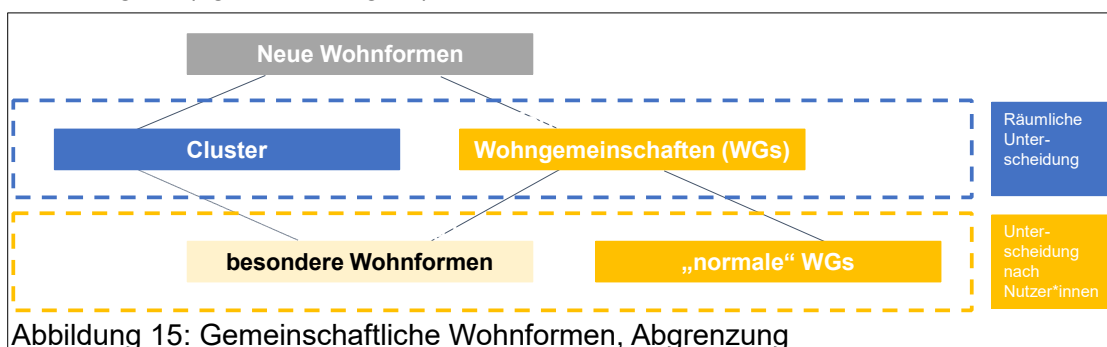 Neue Wohnformen
Cluster
Wohngemeinschaften (WGs)
Räumliche
Unter-
scheidung
besondere Wohnformen
„normale“ WGs
Unter-
scheidung
nach
Nutzer*innen
Abbildung 15: Gemeinschaftliche Wohnformen, Abgrenzung